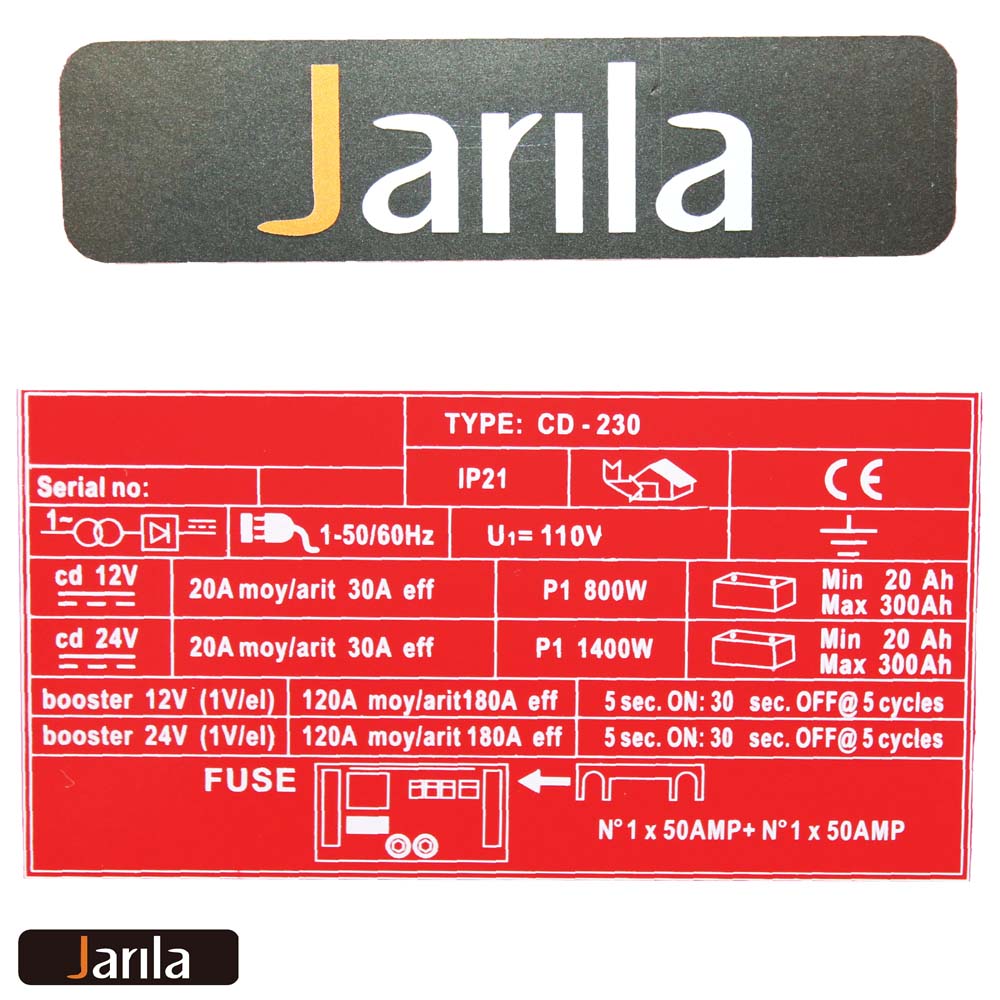 Jarila
TYPE: CD - 230
Serial no:
IP21
CE
1~
1-50/60Hz
U1= 110V
cd 12V
20A moy/arit 30A eff
P1 800W
Min 20 Ah
Max 300Ah
cd 24V
20A moy/arit 30A eff
P1 1400W
Min 20 Ah
Max 300Ah
booster 12V (1V/el)
120A moy/arit180A eff
5 sec. ON: 30 sec. OFF@ 5 cycles
booster 24V (1V/el)
120A moy/arit 180A eff
5 sec. ON: 30 sec. OFF@ 5 cycles
FUSE
N° 1 x 50AMP+ N° 1 x 50AMP
Jarila